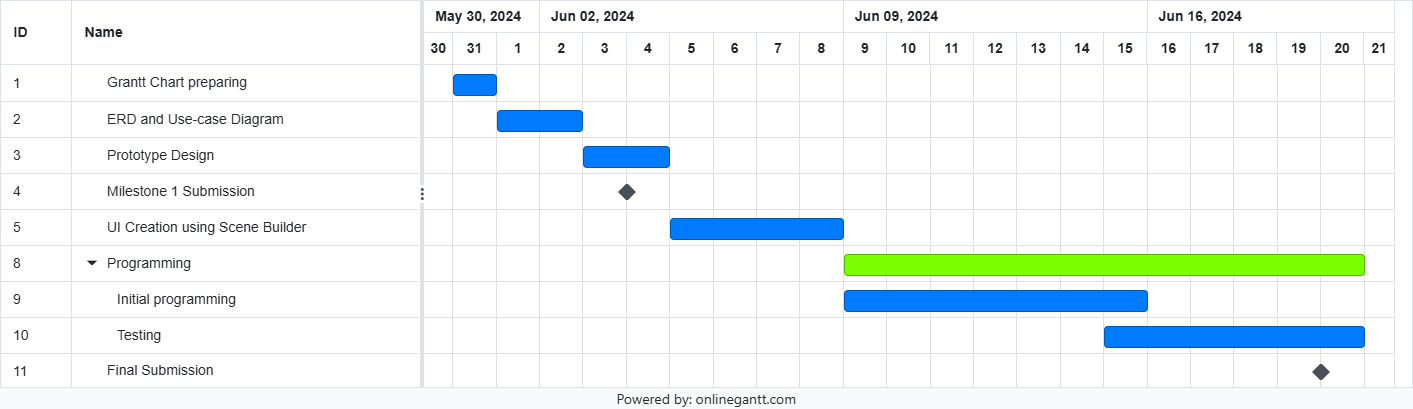 ID Name May 30, 2024 Jun 02, 2024 Jun 09, 2024 Jun 16, 2024
30 31 1 2 3 4 5 6 7 8 9 10 11 12 13 14 15 16 17 18 19 20 21
1 Grantt Chart preparing
2 ERD and Use-case Diagram
3 Prototype Design
4 Milestone 1 Submission
5 UI Creation using Scene Builder
8 Programming
9 Initial programming
10 Testing
11 Final Submission
Powered by: onlinegantt.com